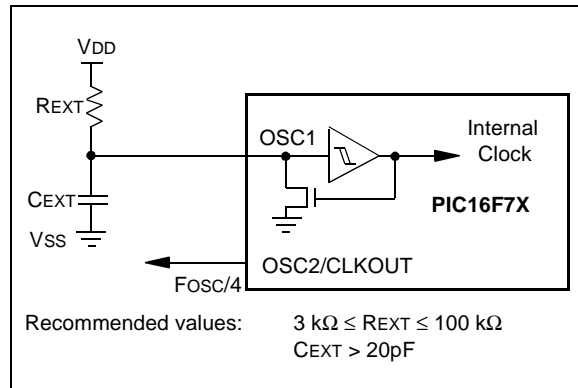 VDD
REXT
OSC1
Internal
Clock
CEXT
PIC16F7X
VSS
OSC2/CLKOUT
FOSC/4
Recommended values: 3 kΩ ≤ REXT ≤ 100 kΩ
CEXT > 20pF